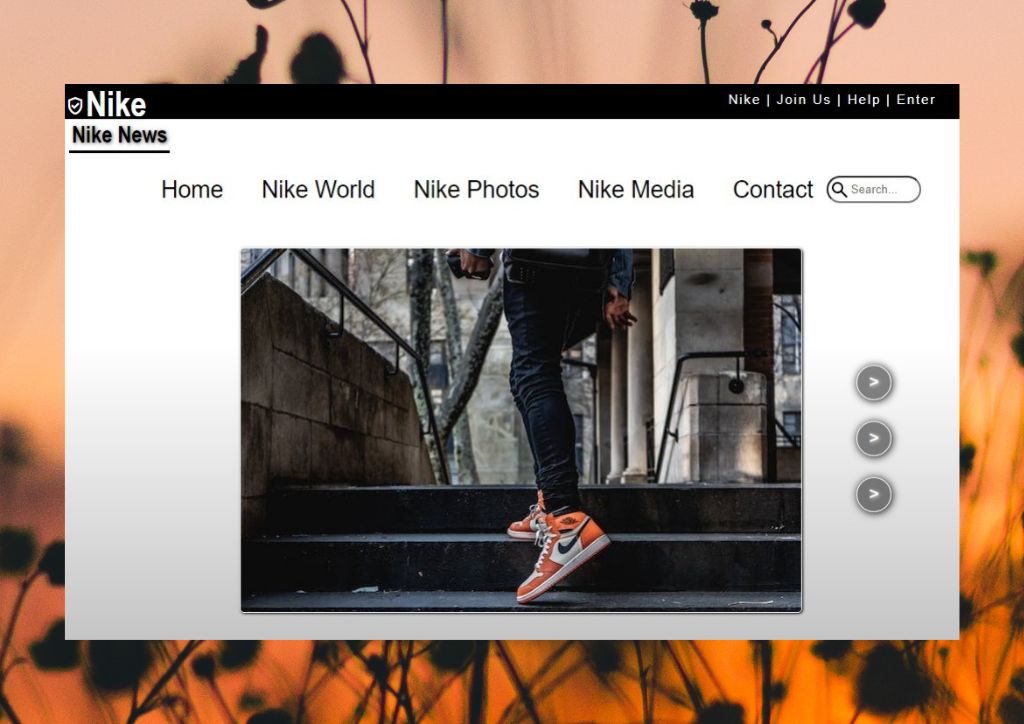 Nike
Nike | Join Us | Help | Enter
Nike News
Home Nike World Nike Photos Nike Media Contact Search...
>
>
>